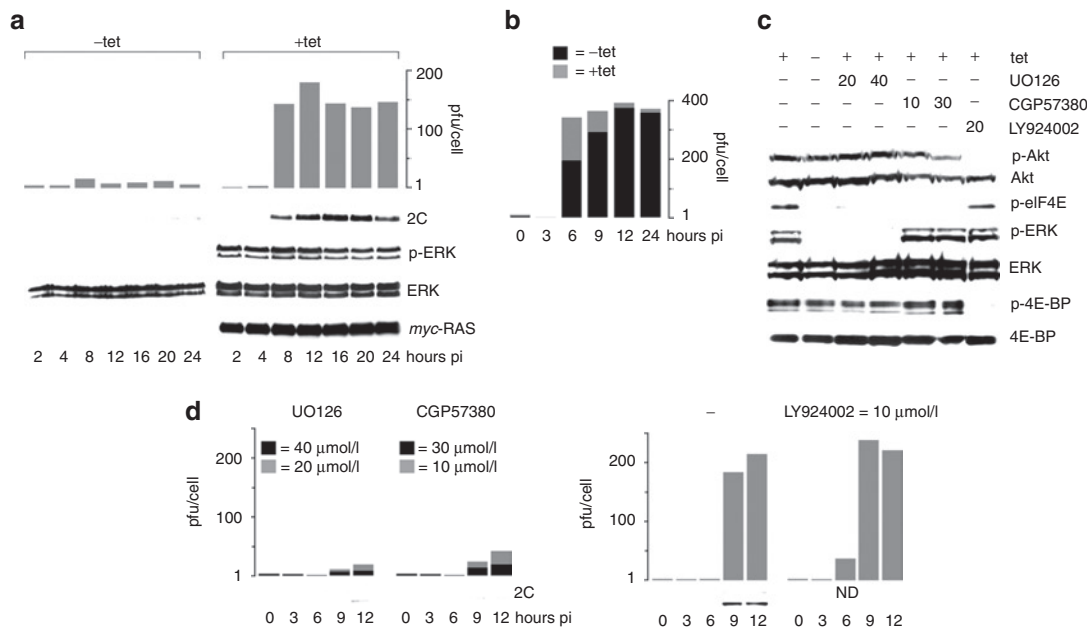 a
–tet
+tet
200
100
1
pfu/cell
2C
p-ERK
ERK
myc-RAS
2 4 8 12 16 20 24 2 4 8 12 16 20 24 hours pi
b
= –tet
= +tet
400
200
1
pfu/cell
0 3 6 9 12 24 hours pi
c
+ – + + + + + tet
– – 20 40 – – – UO126
– – – – 10 30 – CGP57380
– – – – – – 20 LY924002
p-Akt
Akt
p-eIF4E
p-ERK
ERK
p-4E-BP
4E-BP
d
UO126
= 40 μmol/l
= 20 μmol/l
CGP57380
= 30 μmol/l
= 10 μmol/l
200
100
1
pfu/cell
2C
0 3 6 9 12 0 3 6 9 12 hours pi
–
LY924002 = 10 μmol/l
200
100
1
pfu/cell
ND
0 3 6 9 12 0 3 6 9 12